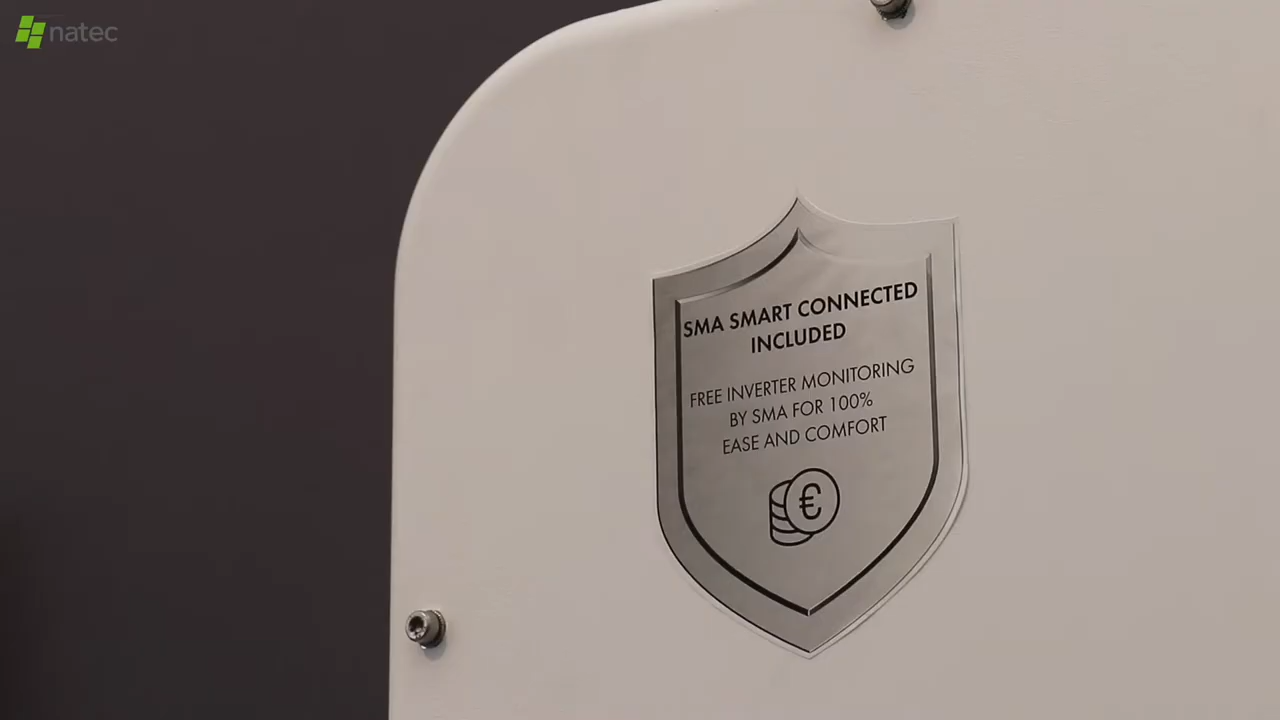 natec
SMA SMART CONNECTED
INCLUDED
FREE INVERTER MONITORING
BY SMA FOR 100%
EASE AND COMFORT
€